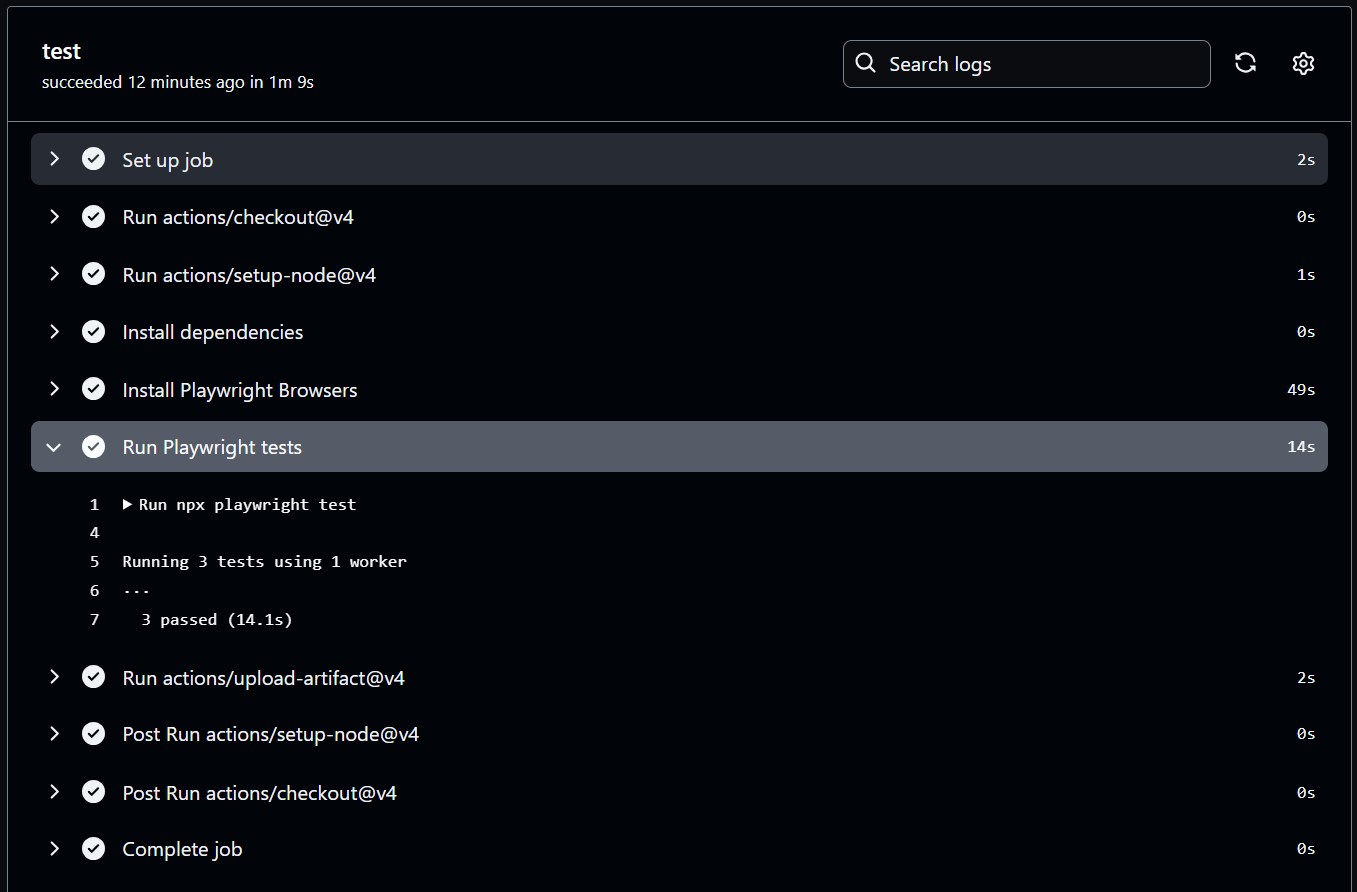 test
succeeded 12 minutes ago in 1m 9s
Search logs
Set up job 2s
Run actions/checkout@v4 0s
Run actions/setup-node@v4 1s
Install dependencies 0s
Install Playwright Browsers 49s
Run Playwright tests 14s
1 ▶ Run npx playwright test
4
5 Running 3 tests using 1 worker
6 ···
7 3 passed (14.1s)
Run actions/upload-artifact@v4 2s
Post Run actions/setup-node@v4 0s
Post Run actions/checkout@v4 0s
Complete job 0s